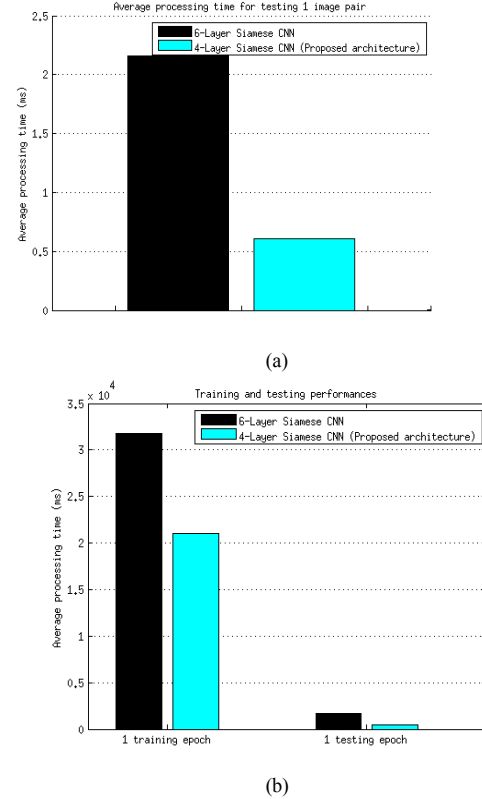 Average processing time for testing 1 image pair
2.5
6-Layer Siamese CNN
4-Layer Siamese CNN (Proposed architecture)
2
1.5
1
0.5
0
Average processing time (ms)
(a)
x 10^4
Training and testing performances
3.5
6-Layer Siamese CNN
4-Layer Siamese CNN (Proposed architecture)
3
2.5
2
1.5
1
0.5
0
Average processing time (ms)
1 training epoch 1 testing epoch
(b)